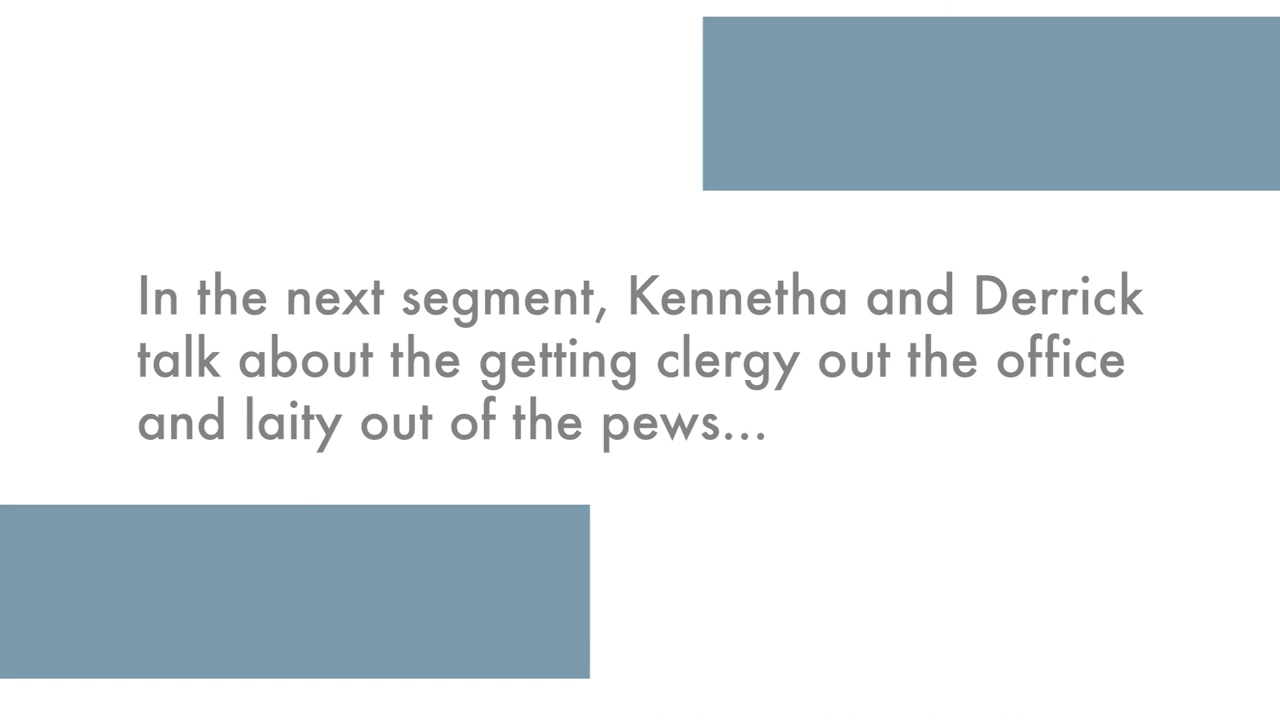 In the next segment, Kennetha and Derrick
talk about the getting clergy out the office
and laity out of the pews...